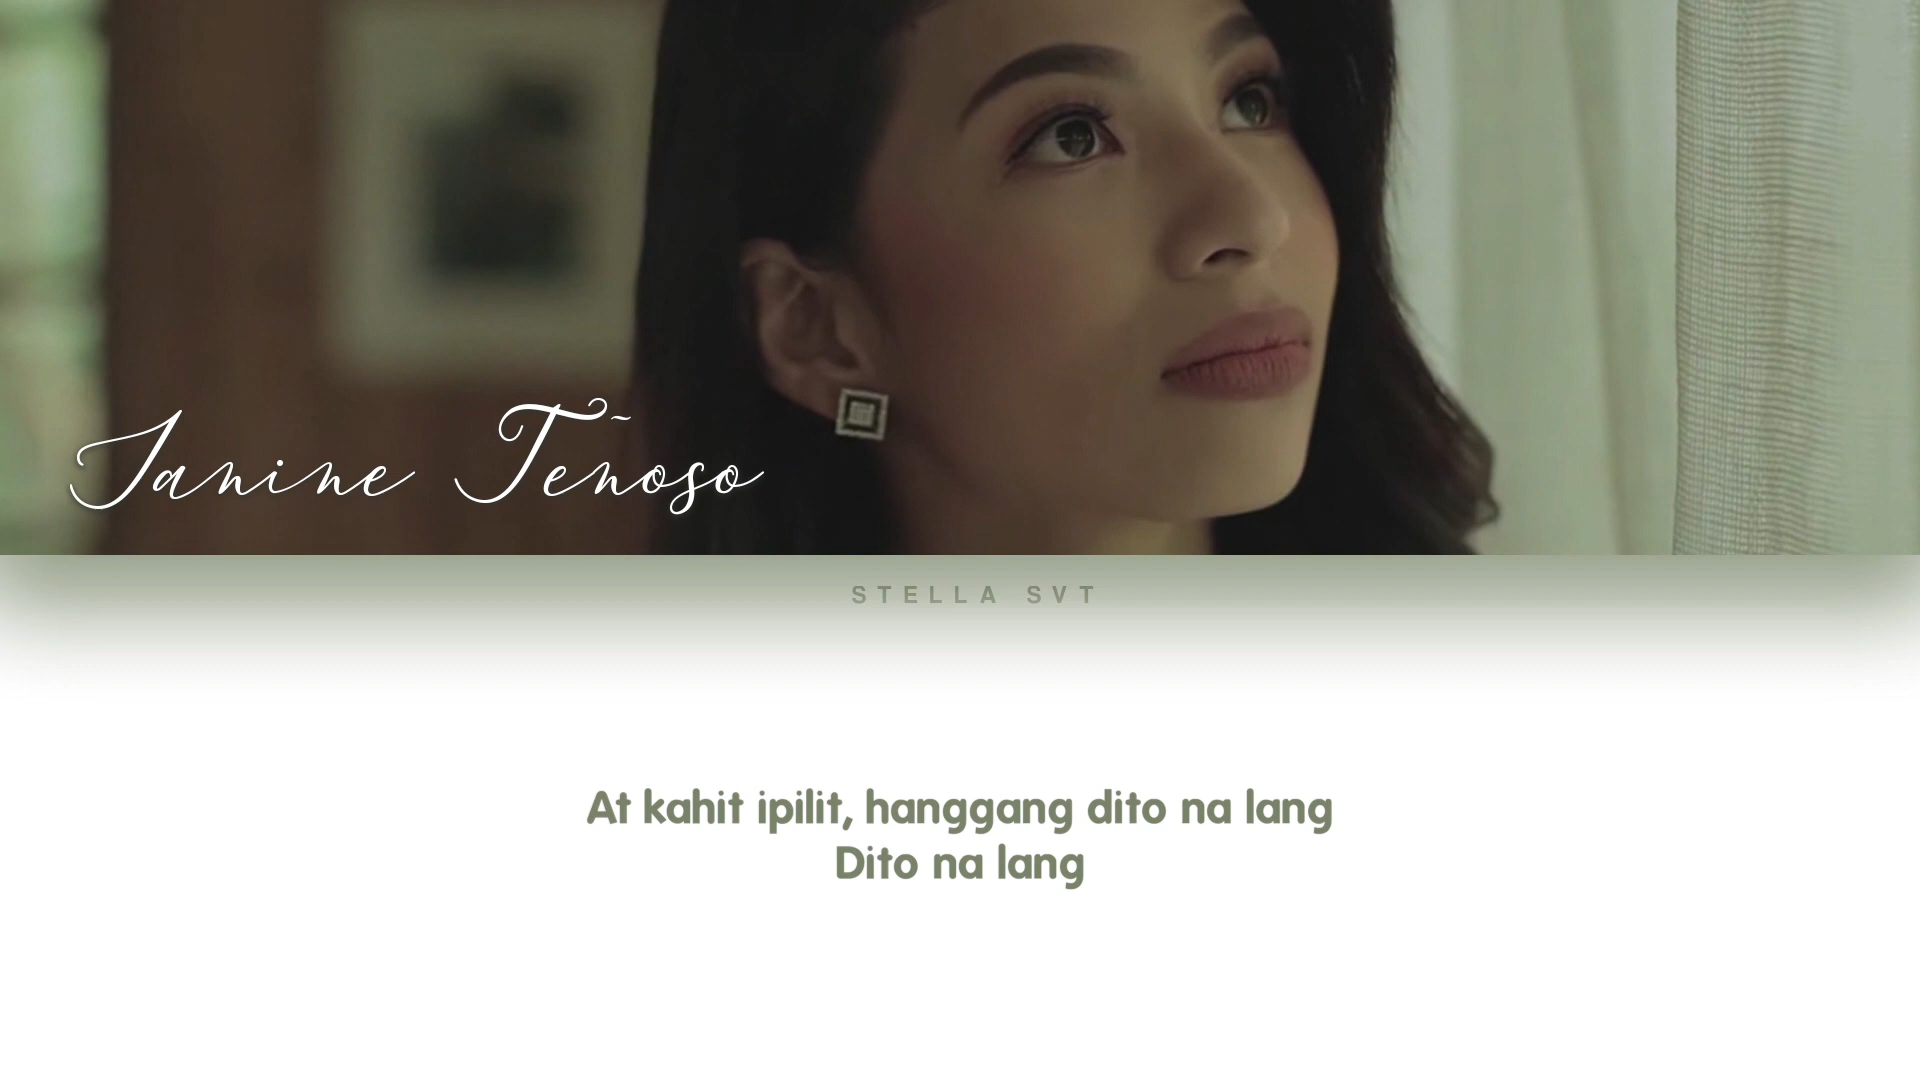 Janine Teñoso
STELLA SVT
At kahit ipilit, hanggang dito na lang
Dito na lang